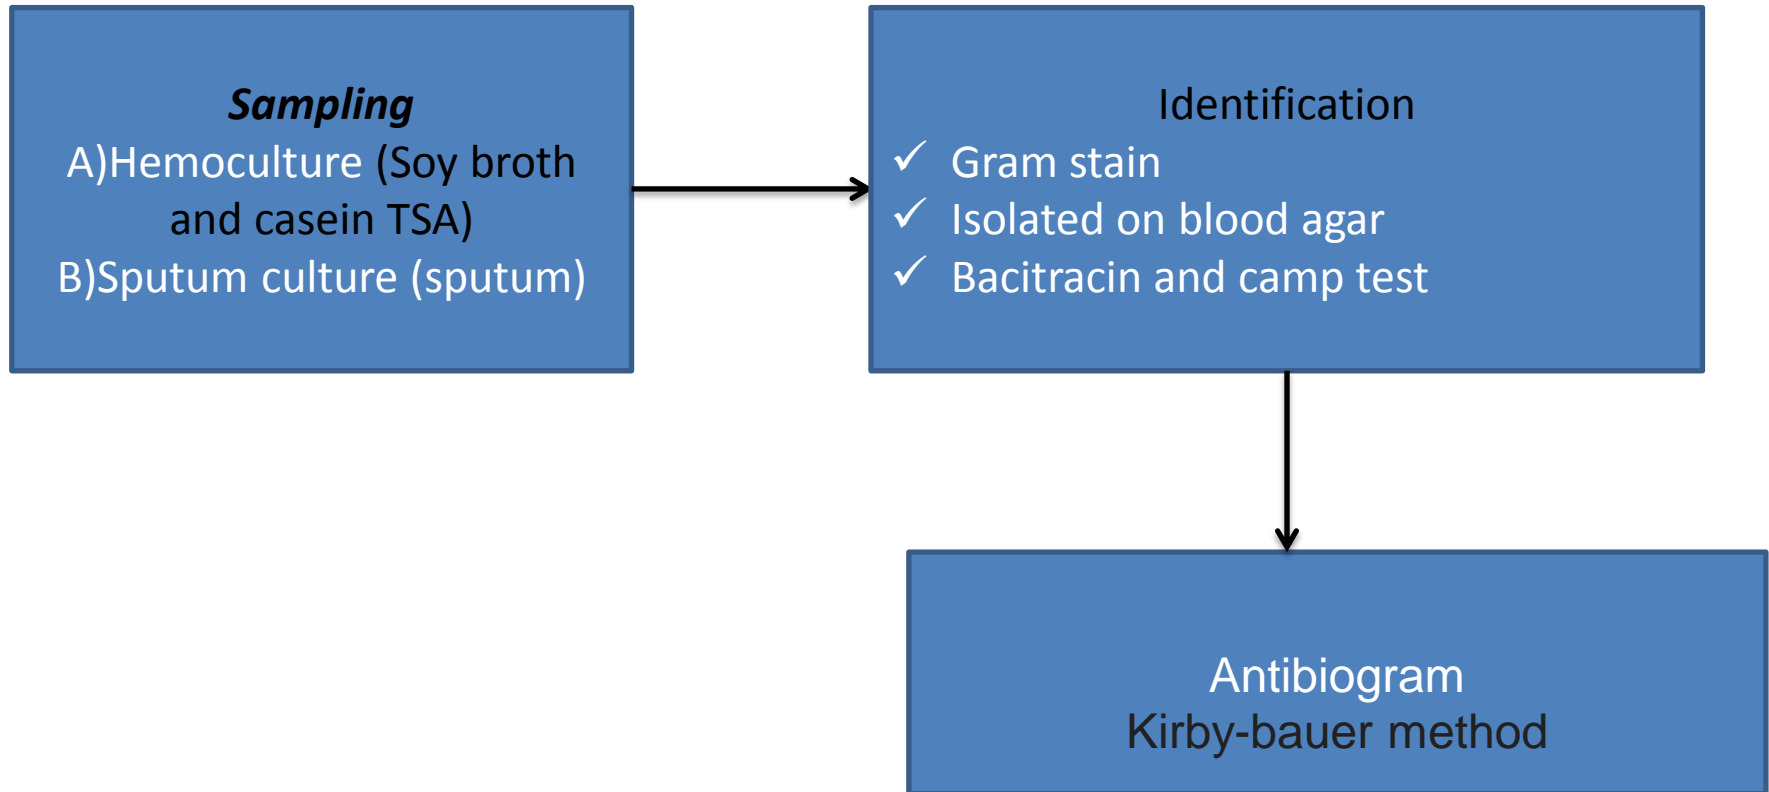 Sampling
A)Hemoculture (Soy broth
and casein TSA)
B)Sputum culture (sputum)
Identification
✓ Gram stain
✓ Isolated on blood agar
✓ Bacitracin and camp test
Antibiogram
Kirby-bauer method